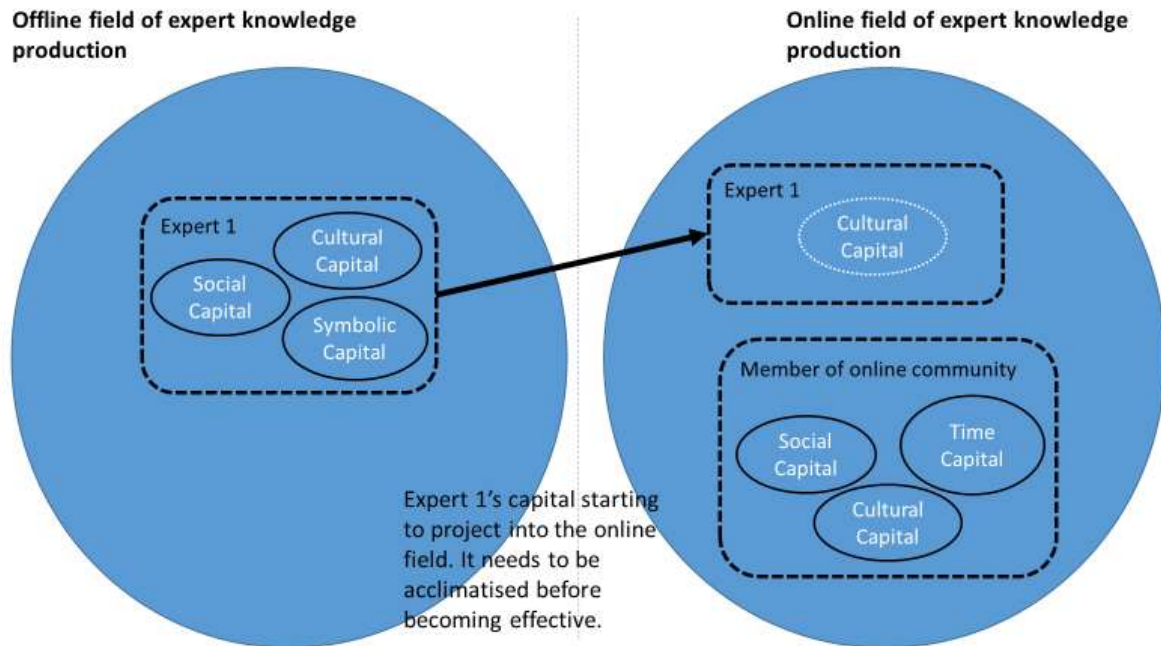 Offline field of expert knowledge
production
Online field of expert knowledge
production
Expert 1
Cultural
Capital
Social
Capital
Symbolic
Capital
Expert 1
Cultural
Capital
Member of online community
Social
Capital
Time
Capital
Cultural
Capital
Expert 1’s capital starting
to project into the online
field. It needs to be
acclimatised before
becoming effective.